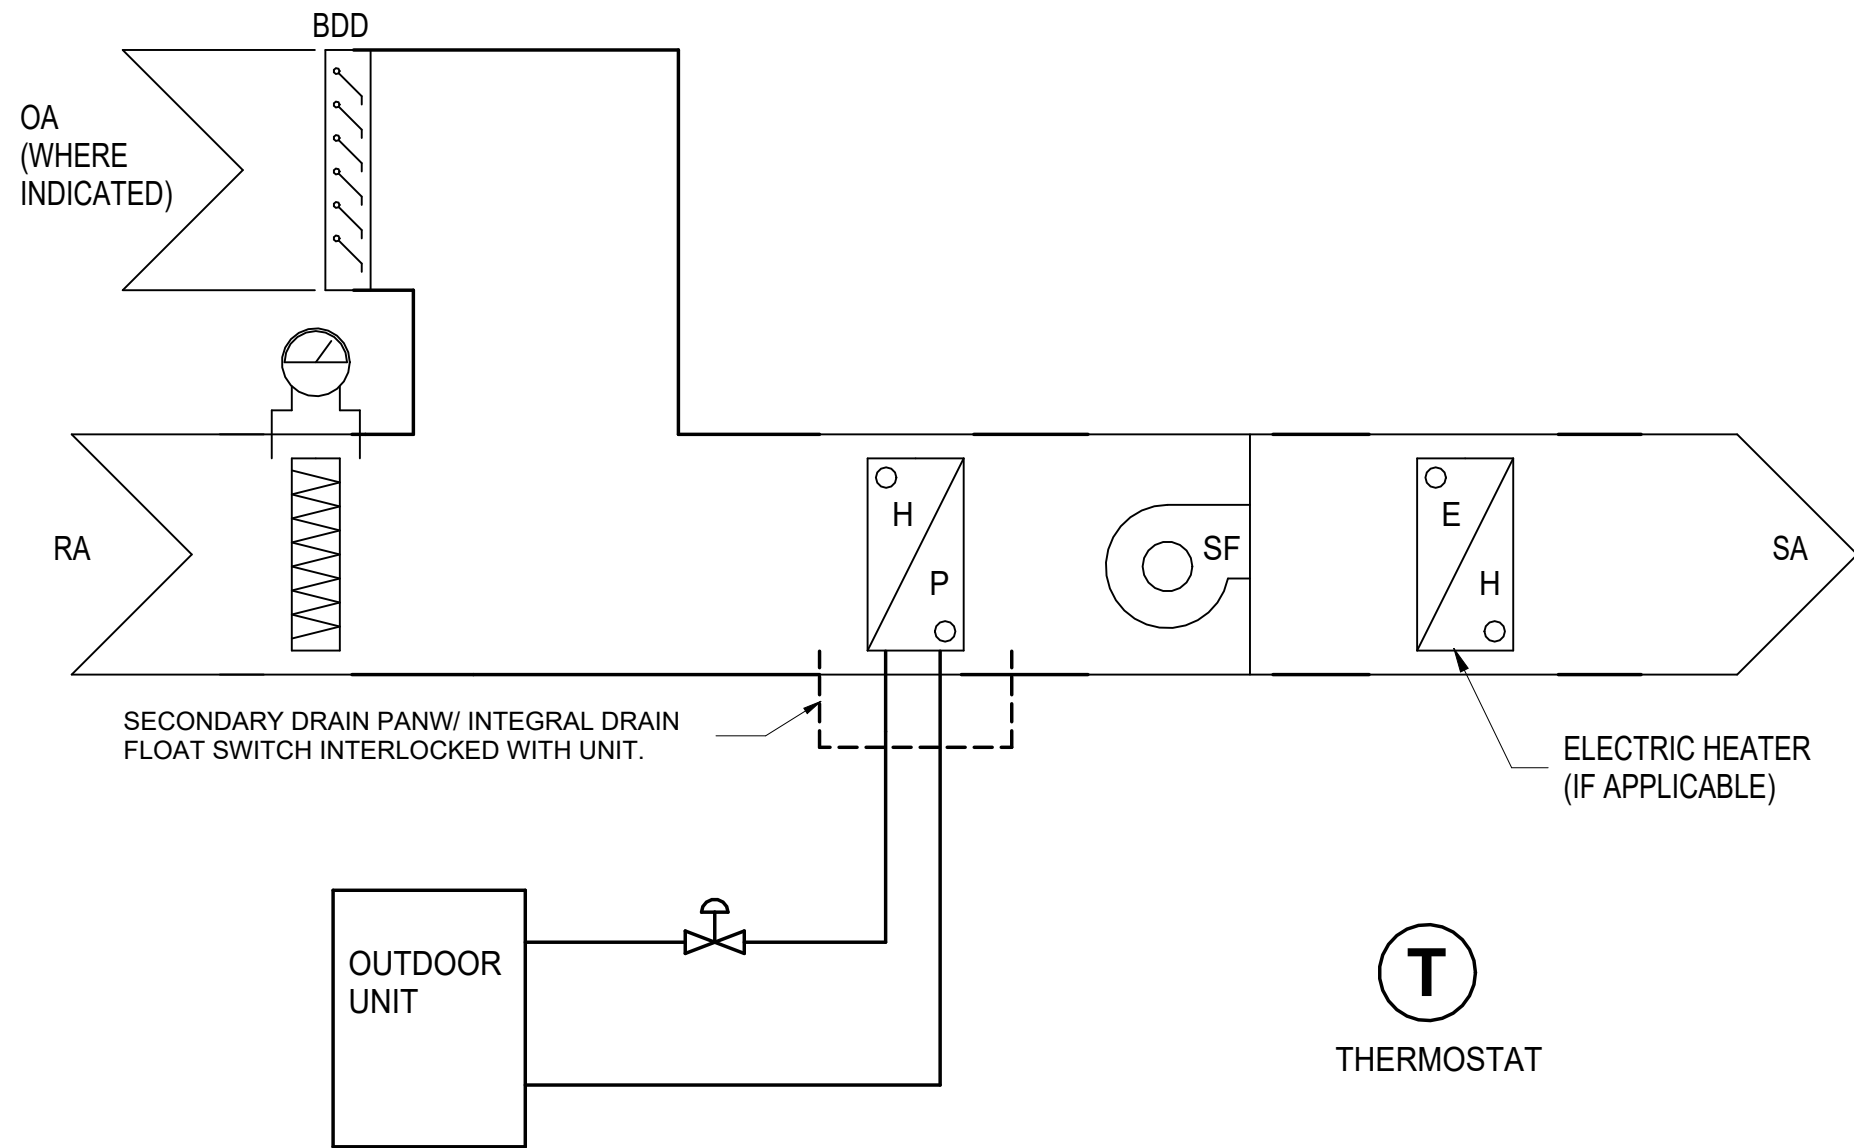 BDD
OA
(WHERE
INDICATED)
RA
H
P
SF
E
H
SA
SECONDARY DRAIN PANW/ INTEGRAL DRAIN
FLOAT SWITCH INTERLOCKED WITH UNIT.
ELECTRIC HEATER
(IF APPLICABLE)
OUTDOOR
UNIT
T
THERMOSTAT